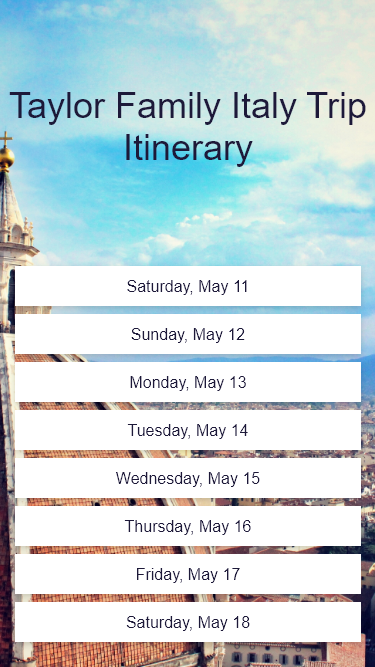 Taylor Family Italy Trip
Itinerary
Saturday, May 11
Sunday, May 12
Monday, May 13
Tuesday, May 14
Wednesday, May 15
Thursday, May 16
Friday, May 17
Saturday, May 18